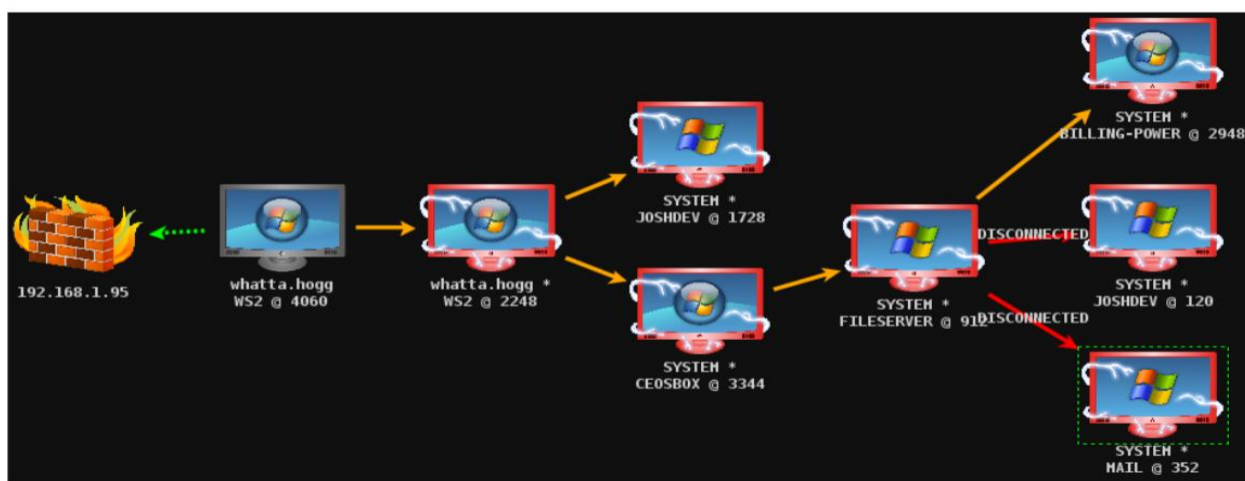 192.168.1.95
whatta.hogg
WS2 @ 4060
whatta.hogg *
WS2 @ 2248
SYSTEM *
JOSHDEV @ 1728
SYSTEM *
CEOSBOX @ 3344
SYSTEM *
FILESERVER @ 912
SYSTEM *
BILLING-POWER @ 2948
DISCONNECTED
SYSTEM *
JOSHDEV @ 120
DISCONNECTED
SYSTEM *
MAIL @ 352